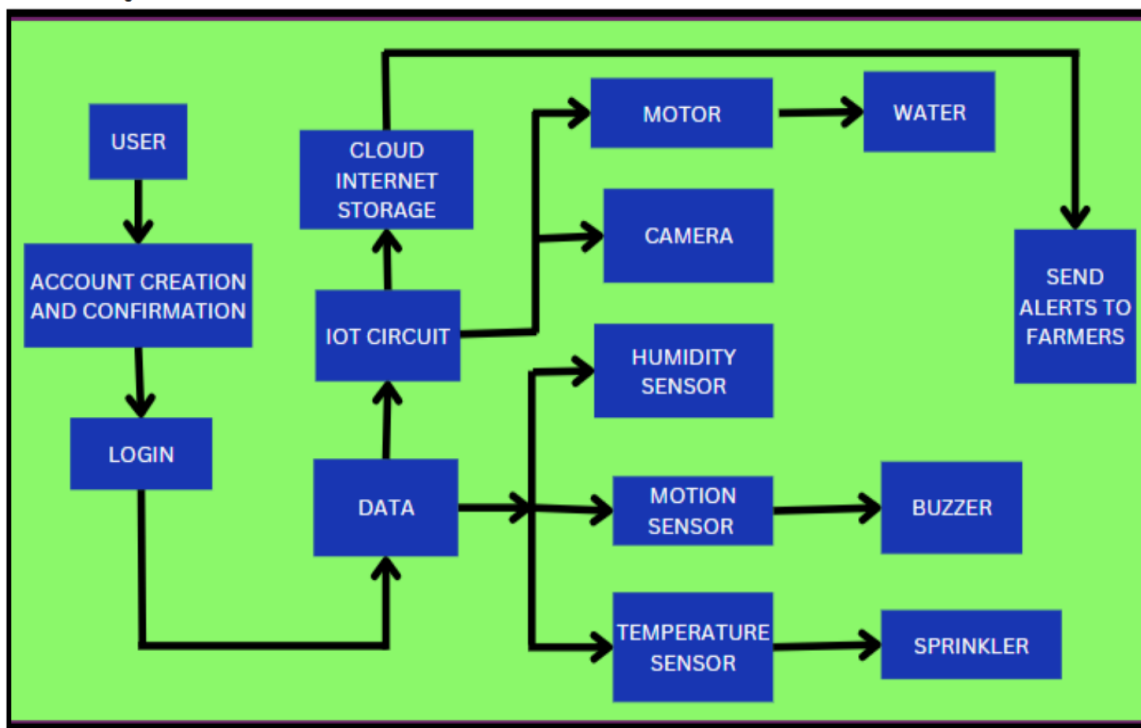 USER
ACCOUNT CREATION
AND CONFIRMATION
LOGIN
CLOUD
INTERNET
STORAGE
IOT CIRCUIT
DATA
MOTOR
WATER
CAMERA
HUMIDITY
SENSOR
MOTION
SENSOR
BUZZER
TEMPERATURE
SENSOR
SPRINKLER
SEND
ALERTS TO
FARMERS